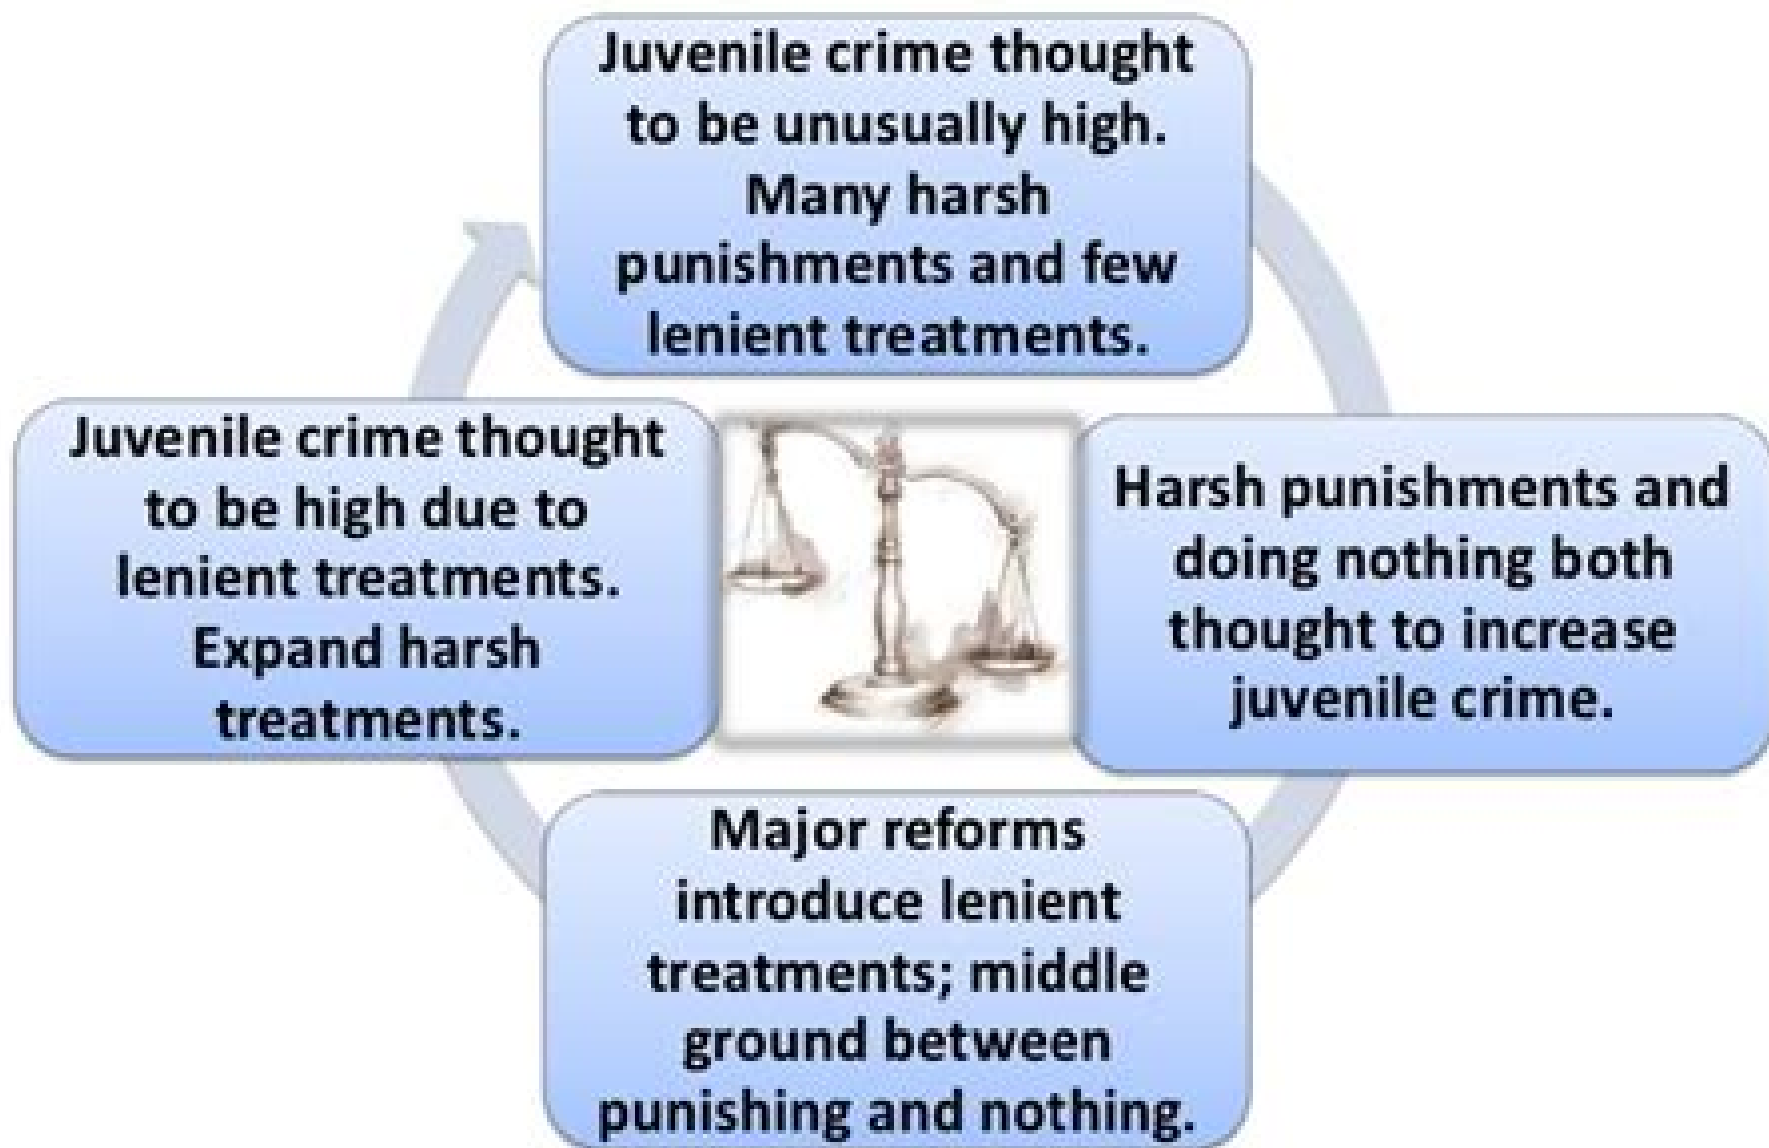 Juvenile crime thought
to be unusually high.
Many harsh
punishments and few
lenient treatments.
Harsh punishments and
doing nothing both
thought to increase
juvenile crime.
Major reforms
introduce lenient
treatments; middle
ground between
punishing and nothing.
Juvenile crime thought
to be high due to
lenient treatments.
Expand harsh
treatments.